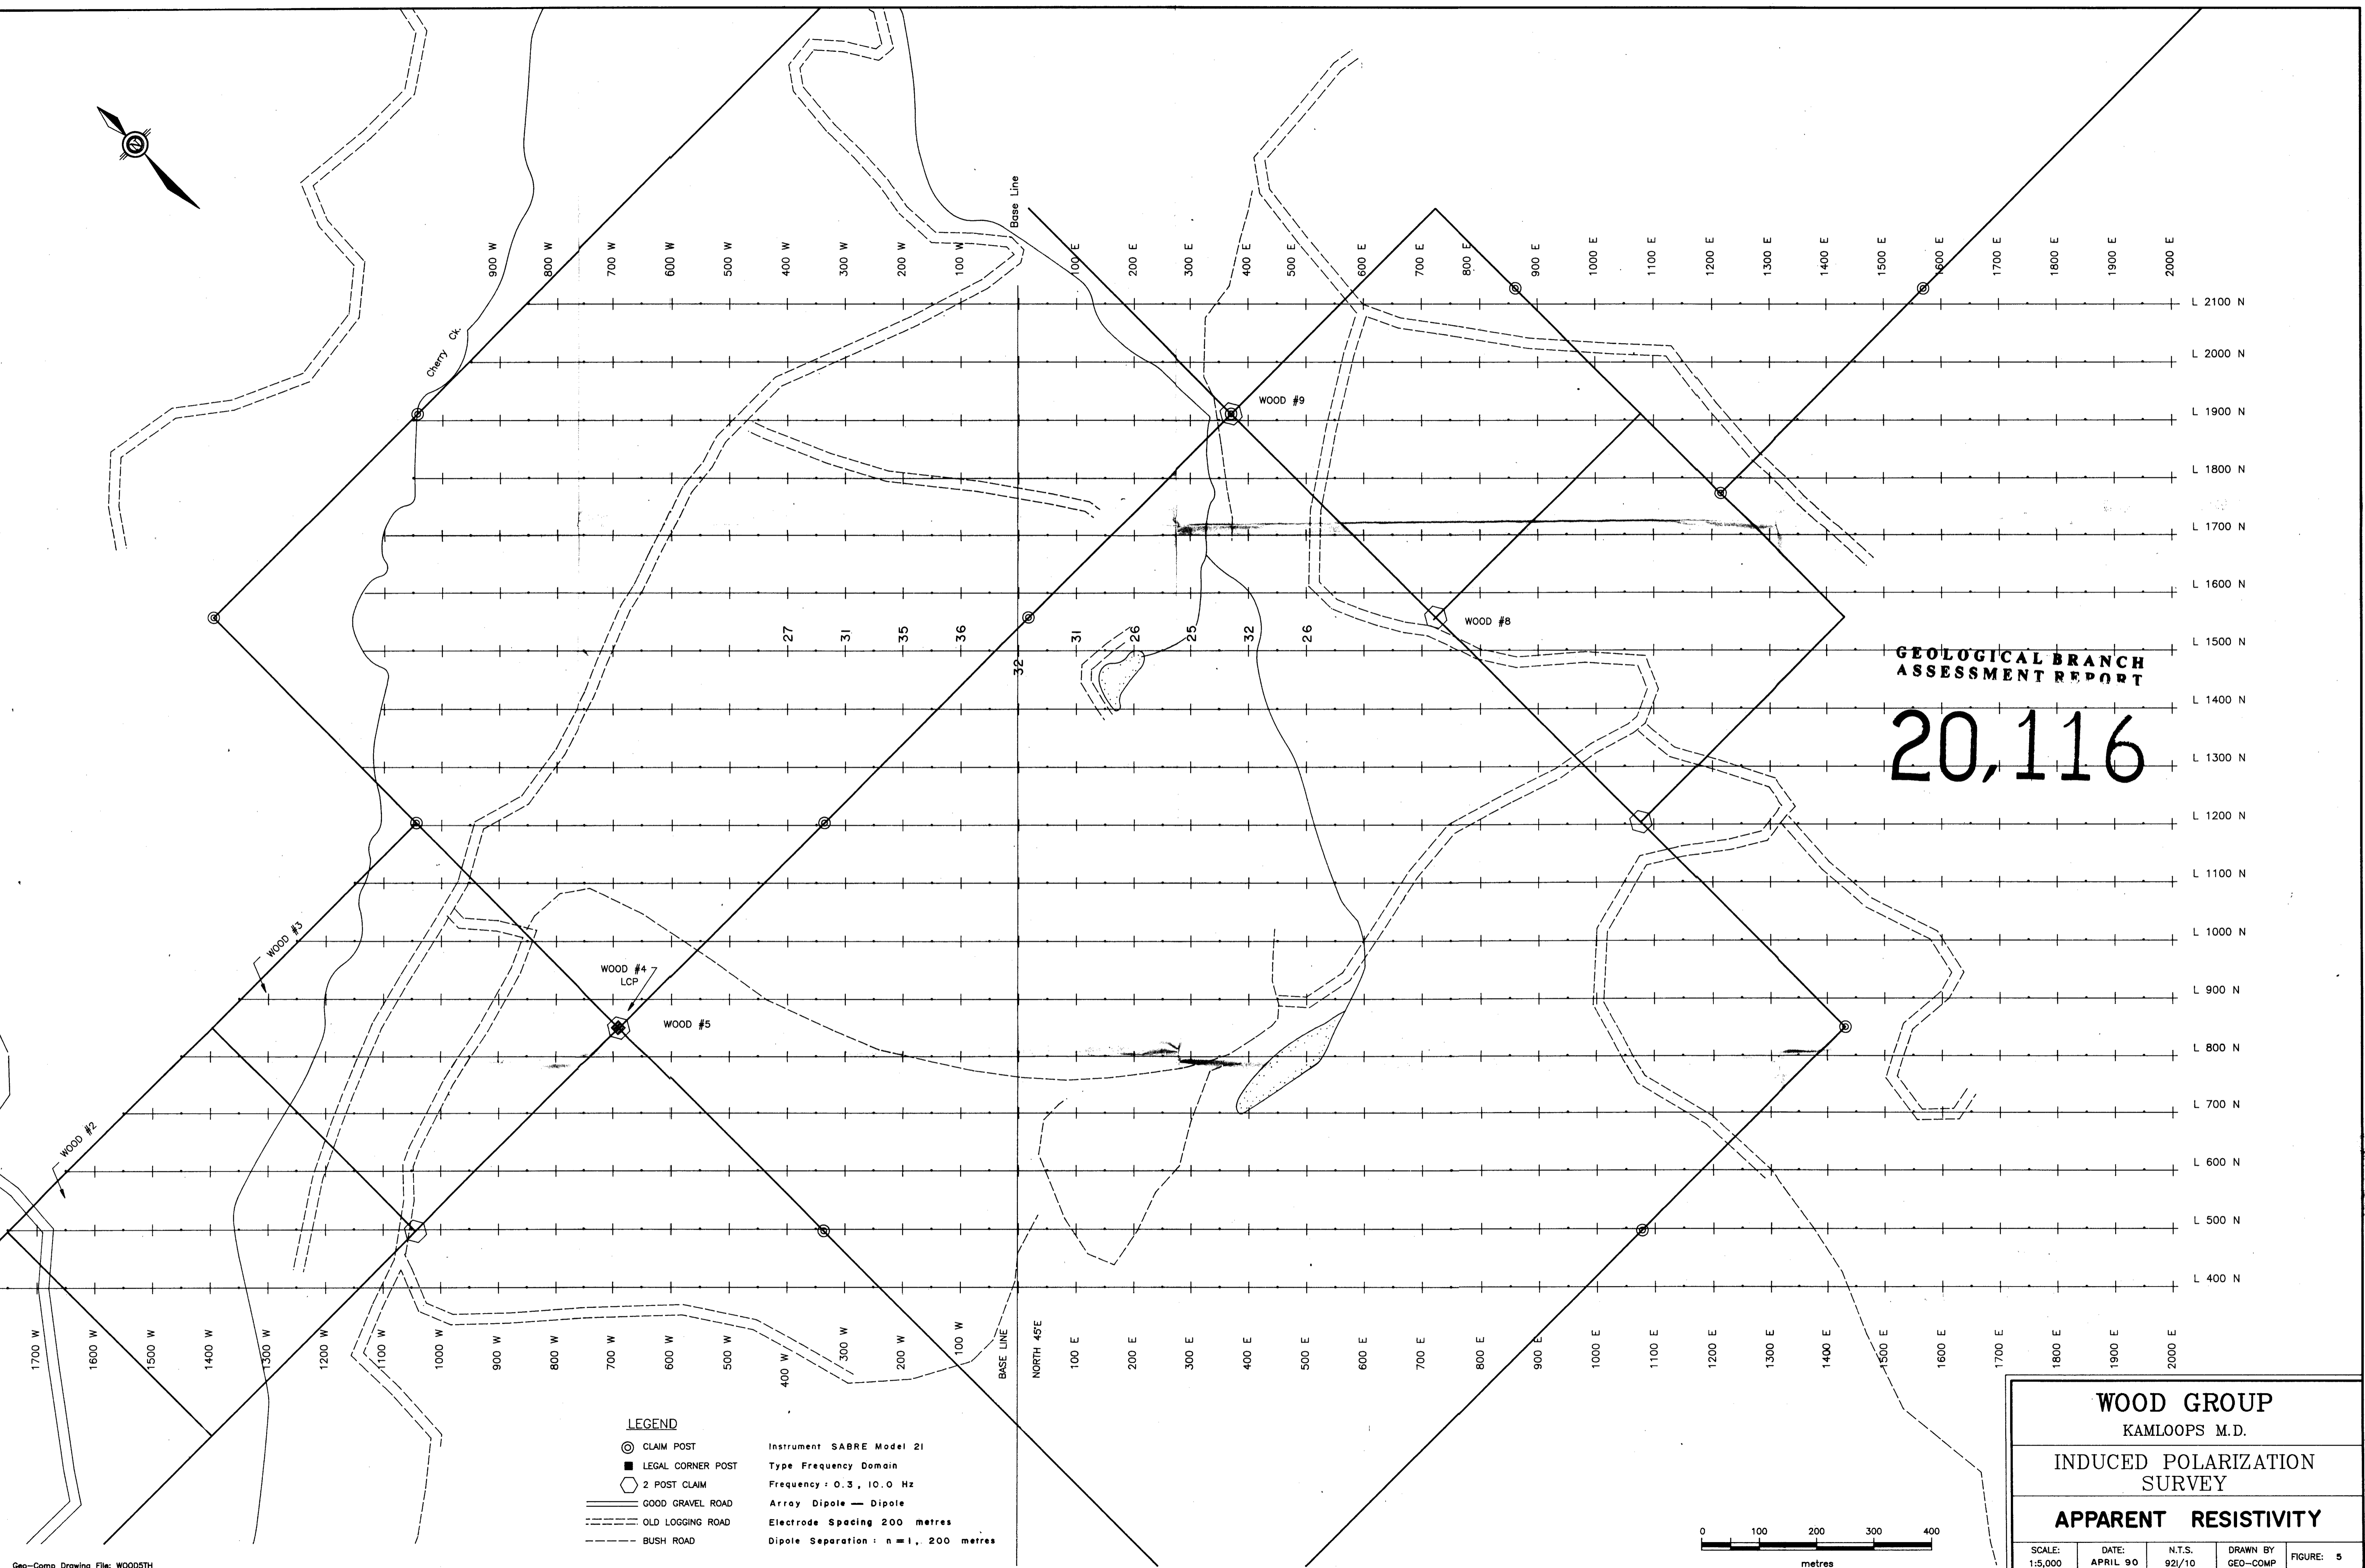 Base Line
900 W
800 W
700 W
600 W
500 W
400 W
300 W
200 W
100 W
100 E
200 E
300 E
400 E
500 E
600 E
700 E
800 E
900 E
1000 E
1100 E
1200 E
1300 E
1400 E
1500 E
1600 E
1700 E
1800 E
1900 E
2000 E
L 2100 N
Cherry Ck.
L 2000 N
WOOD #9
L 1900 N
L 1800 N
L 1700 N
L 1600 N
WOOD #8
27
31
35
36
32
31
26
25
32
26
L 1500 N
GEOLOGICAL BRANCH
ASSESSMENT REPORT
L 1400 N
20,116
L 1300 N
L 1200 N
L 1100 N
WOOD #3
L 1000 N
WOOD #4
LCP
L 900 N
WOOD #5
L 800 N
WOOD #2
L 700 N
L 600 N
L 500 N
L 400 N
1700 W
1600 W
1500 W
1400 W
1300 W
1200 W
1100 W
1000 W
900 W
800 W
700 W
600 W
500 W
400 W
300 W
200 W
100 W
BASE LINE
NORTH 45°E
100 E
200 E
300 E
400 E
500 E
600 E
700 E
800 E
900 E
1000 E
1100 E
1200 E
1300 E
1400 E
1500 E
1600 E
1700 E
1800 E
1900 E
2000 E
LEGEND
CLAIM POST
LEGAL CORNER POST
2 POST CLAIM
GOOD GRAVEL ROAD
OLD LOGGING ROAD
BUSH ROAD
Instrument SABRE Model 21
Type Frequency Domain
Frequency : 0.3, 10.0 Hz
Array Dipole — Dipole
Electrode Spacing 200 metres
Dipole Separation : n = 1, 200 metres
0 100 200 300 400
metres
WOOD GROUP
KAMLOOPS M.D.
INDUCED POLARIZATION
SURVEY
APPARENT RESISTIVITY
SCALE:
1:5,000
DATE:
APRIL 90
N.T.S.
92I/10
DRAWN BY
GEO-COMP
FIGURE: 5
Geo-Comp Drawing File: WOOD5TH